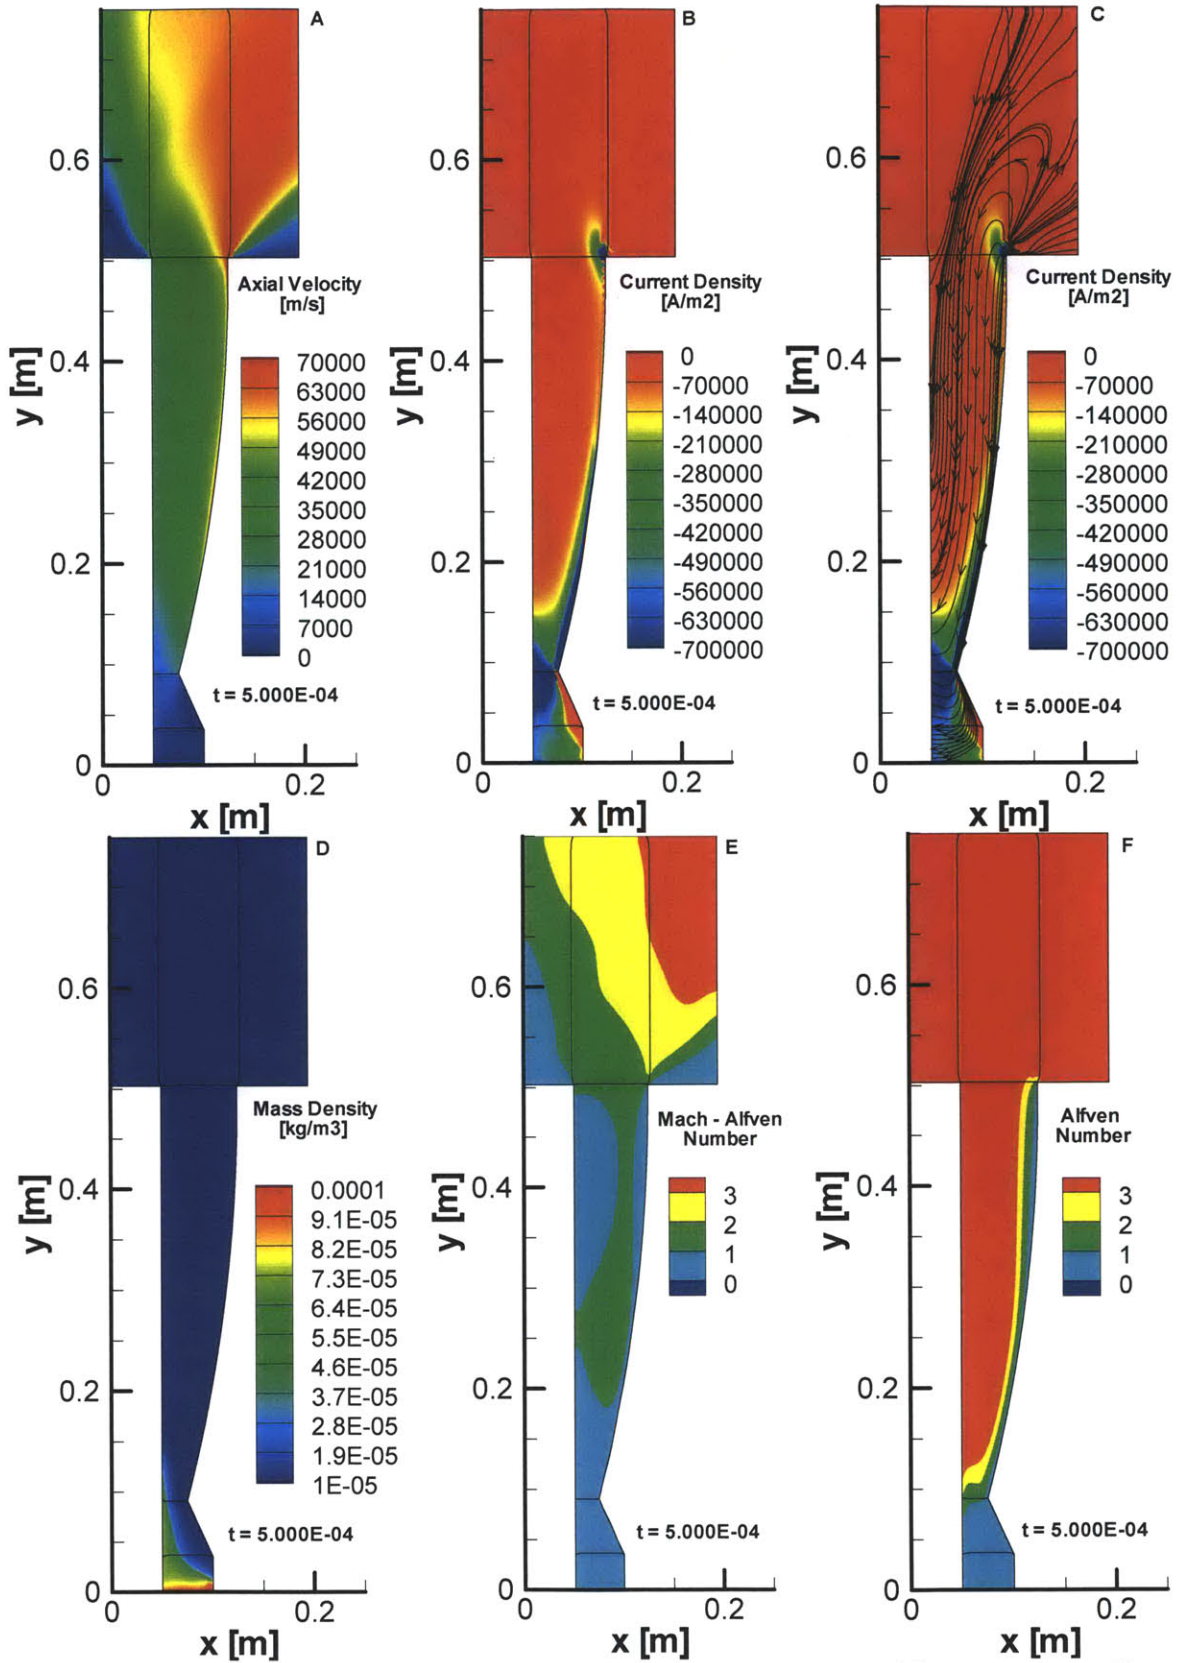 A
0.6
0.4
0.2
0
y [m]
Axial Velocity
[m/s]
70000
63000
56000
49000
42000
35000
28000
21000
14000
7000
0
t = 5.000E-04
0
0.2
x [m]
B
0.6
0.4
0.2
0
y [m]
Current Density
[A/m2]
0
-70000
-140000
-210000
-280000
-350000
-420000
-490000
-560000
-630000
-700000
t = 5.000E-04
0
0.2
x [m]
C
0.6
0.4
0.2
0
y [m]
Current Density
[A/m2]
0
-70000
-140000
-210000
-280000
-350000
-420000
-490000
-560000
-630000
-700000
t = 5.000E-04
0
0.2
x [m]
D
0.6
0.4
0.2
0
y [m]
Mass Density
[kg/m3]
0.0001
9.1E-05
8.2E-05
7.3E-05
6.4E-05
5.5E-05
4.6E-05
3.7E-05
2.8E-05
1.9E-05
1E-05
t = 5.000E-04
0
0.2
x [m]
E
0.6
0.4
0.2
0
y [m]
Mach - Alfven
Number
3
2
1
0
t = 5.000E-04
0
0.2
x [m]
F
0.6
0.4
0.2
0
y [m]
Alfven
Number
3
2
1
0
t = 5.000E-04
0
0.2
x [m]